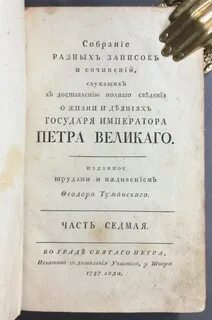 Собраніе
РАЗНЫХЪ ЗАПИСОКЪ
И СОЧИНЕНІЙ,
служащихъ
къ доставленію полнаго свѣденія
О ЖИЗНИ И ДѢЯНІЯХЪ
ГОСУДАРЯ ИМПЕРАТОРА
ПЕТРА ВЕЛИКАГО.
изданное
трудами и иждивеніемъ
Ѳеодора Туманскаго.
ЧАСТЬ СЕДМАЯ.
ВО ГРАДѢ СВЯТАГО ПЕТРА,
Печатано съ дозволенія Указнаго, у Шнора
1787 года.